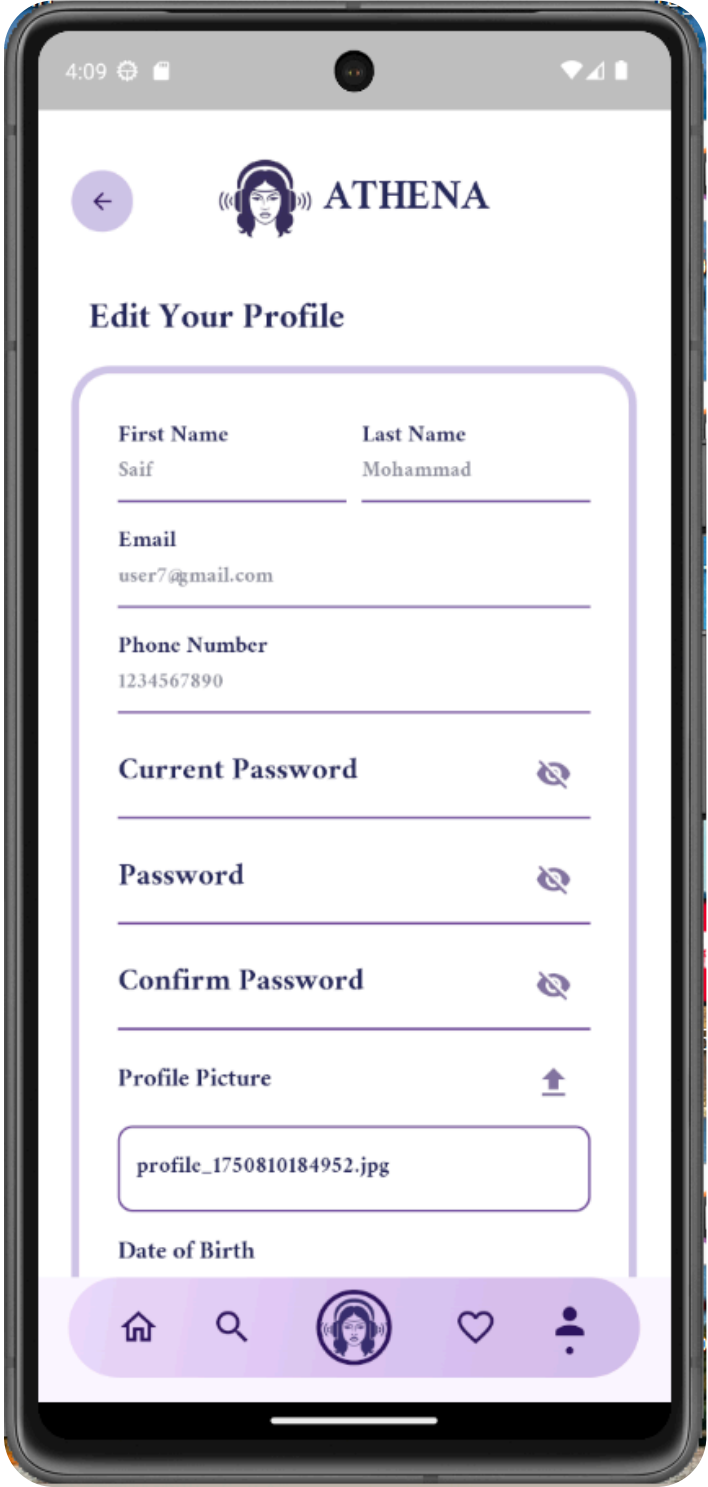 4:09
ATHENA
Edit Your Profile
First Name Last Name
Saif Mohammad
Email
user7@gmail.com
Phone Number
1234567890
Current Password
Password
Confirm Password
Profile Picture
profile_1750810184952.jpg
Date of Birth